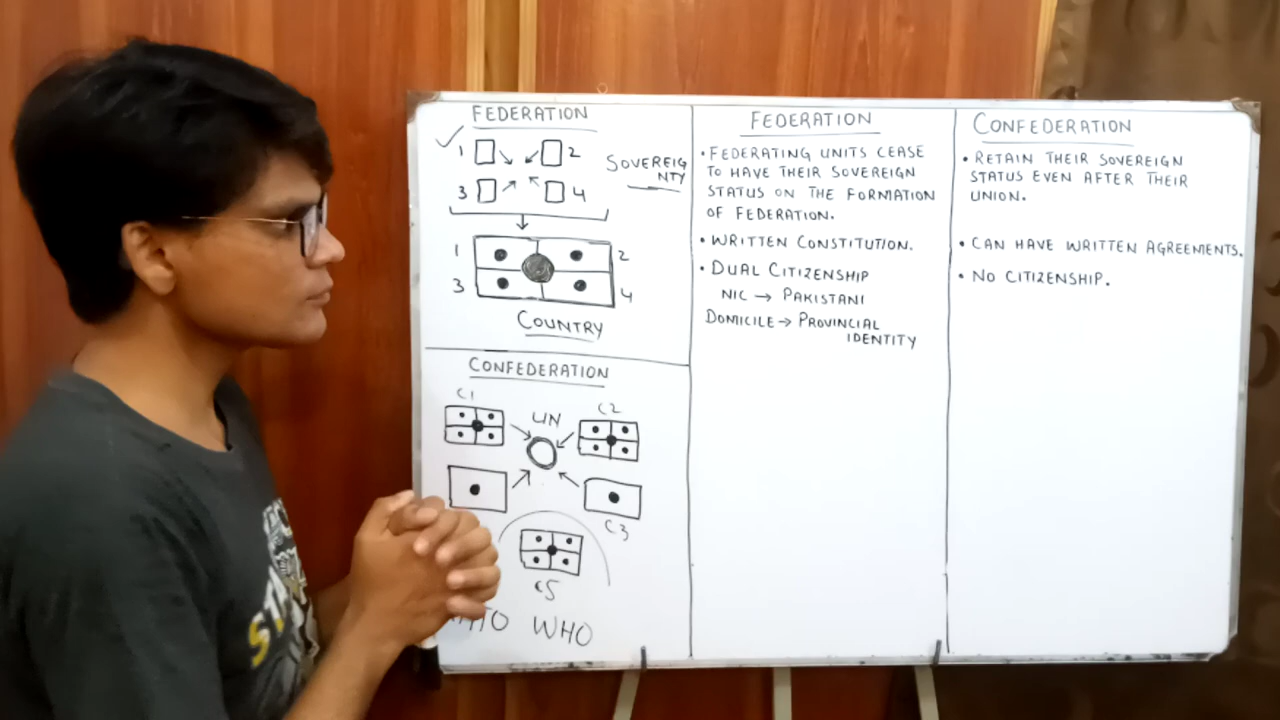 FEDERATION
1 2
SOVEREIG
NTY
3 4
1 2
3 4
COUNTRY
CONFEDERATION
C1 UN C2
C3
C5
WHO
FEDERATION
• FEDERATING UNITS CEASE
TO HAVE THEIR SOVEREIGN
STATUS ON THE FORMATION
OF FEDERATION.
• WRITTEN CONSTITUTION.
• DUAL CITIZENSHIP
NIC → PAKISTANI
DOMICILE → PROVINCIAL
IDENTITY
CONFEDERATION
• RETAIN THEIR SOVEREIGN
STATUS EVEN AFTER THEIR
UNION.
• CAN HAVE WRITTEN AGREEMENTS.
• NO CITIZENSHIP.